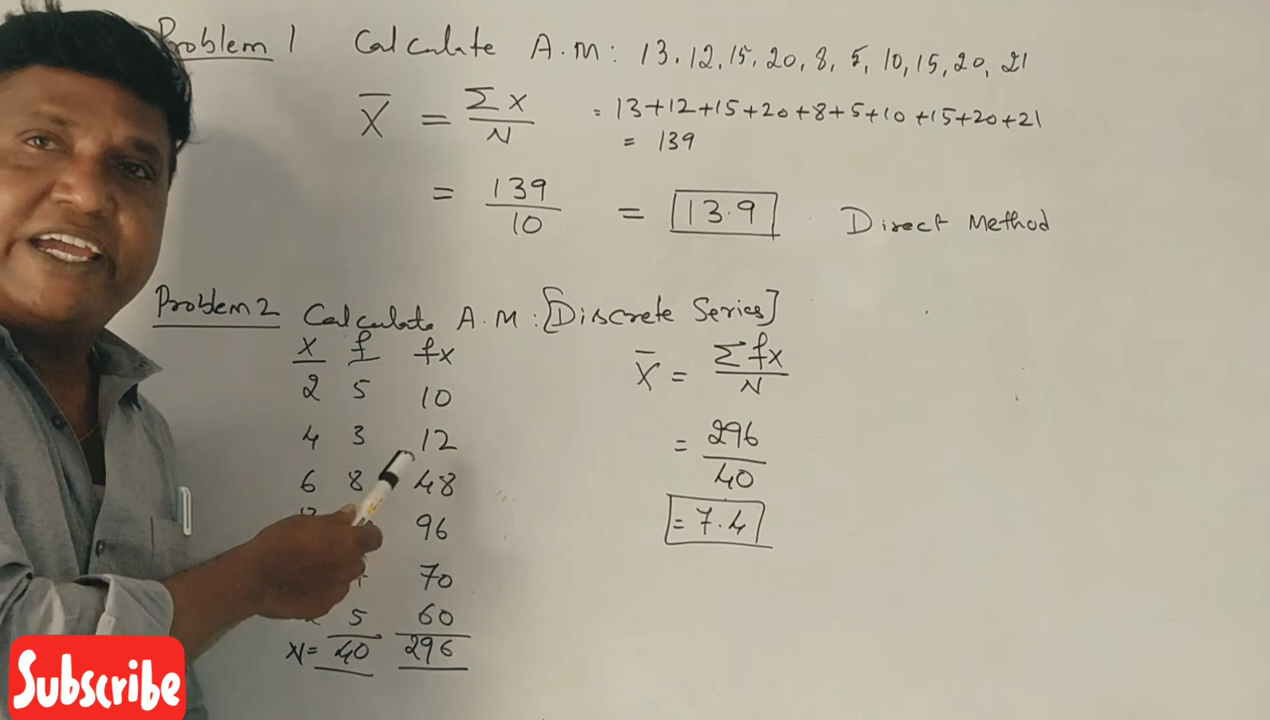 Problem 1 Calculate A.M: 13, 12, 15, 20, 8, 5, 10, 15, 20, 21
X̄ = ΣX / N = 13+12+15+20+8+5+10+15+20+21
= 139
= 139 / 10 = 13.9 Direct Method
Problem 2 Calculate A.M: [Discrete Series]
X f fx X̄ = Σfx / N
2 5 10
4 3 12 = 296 / 40
6 8 48
96 = 7.4
70
5 60
N= 40 296
Subscribe